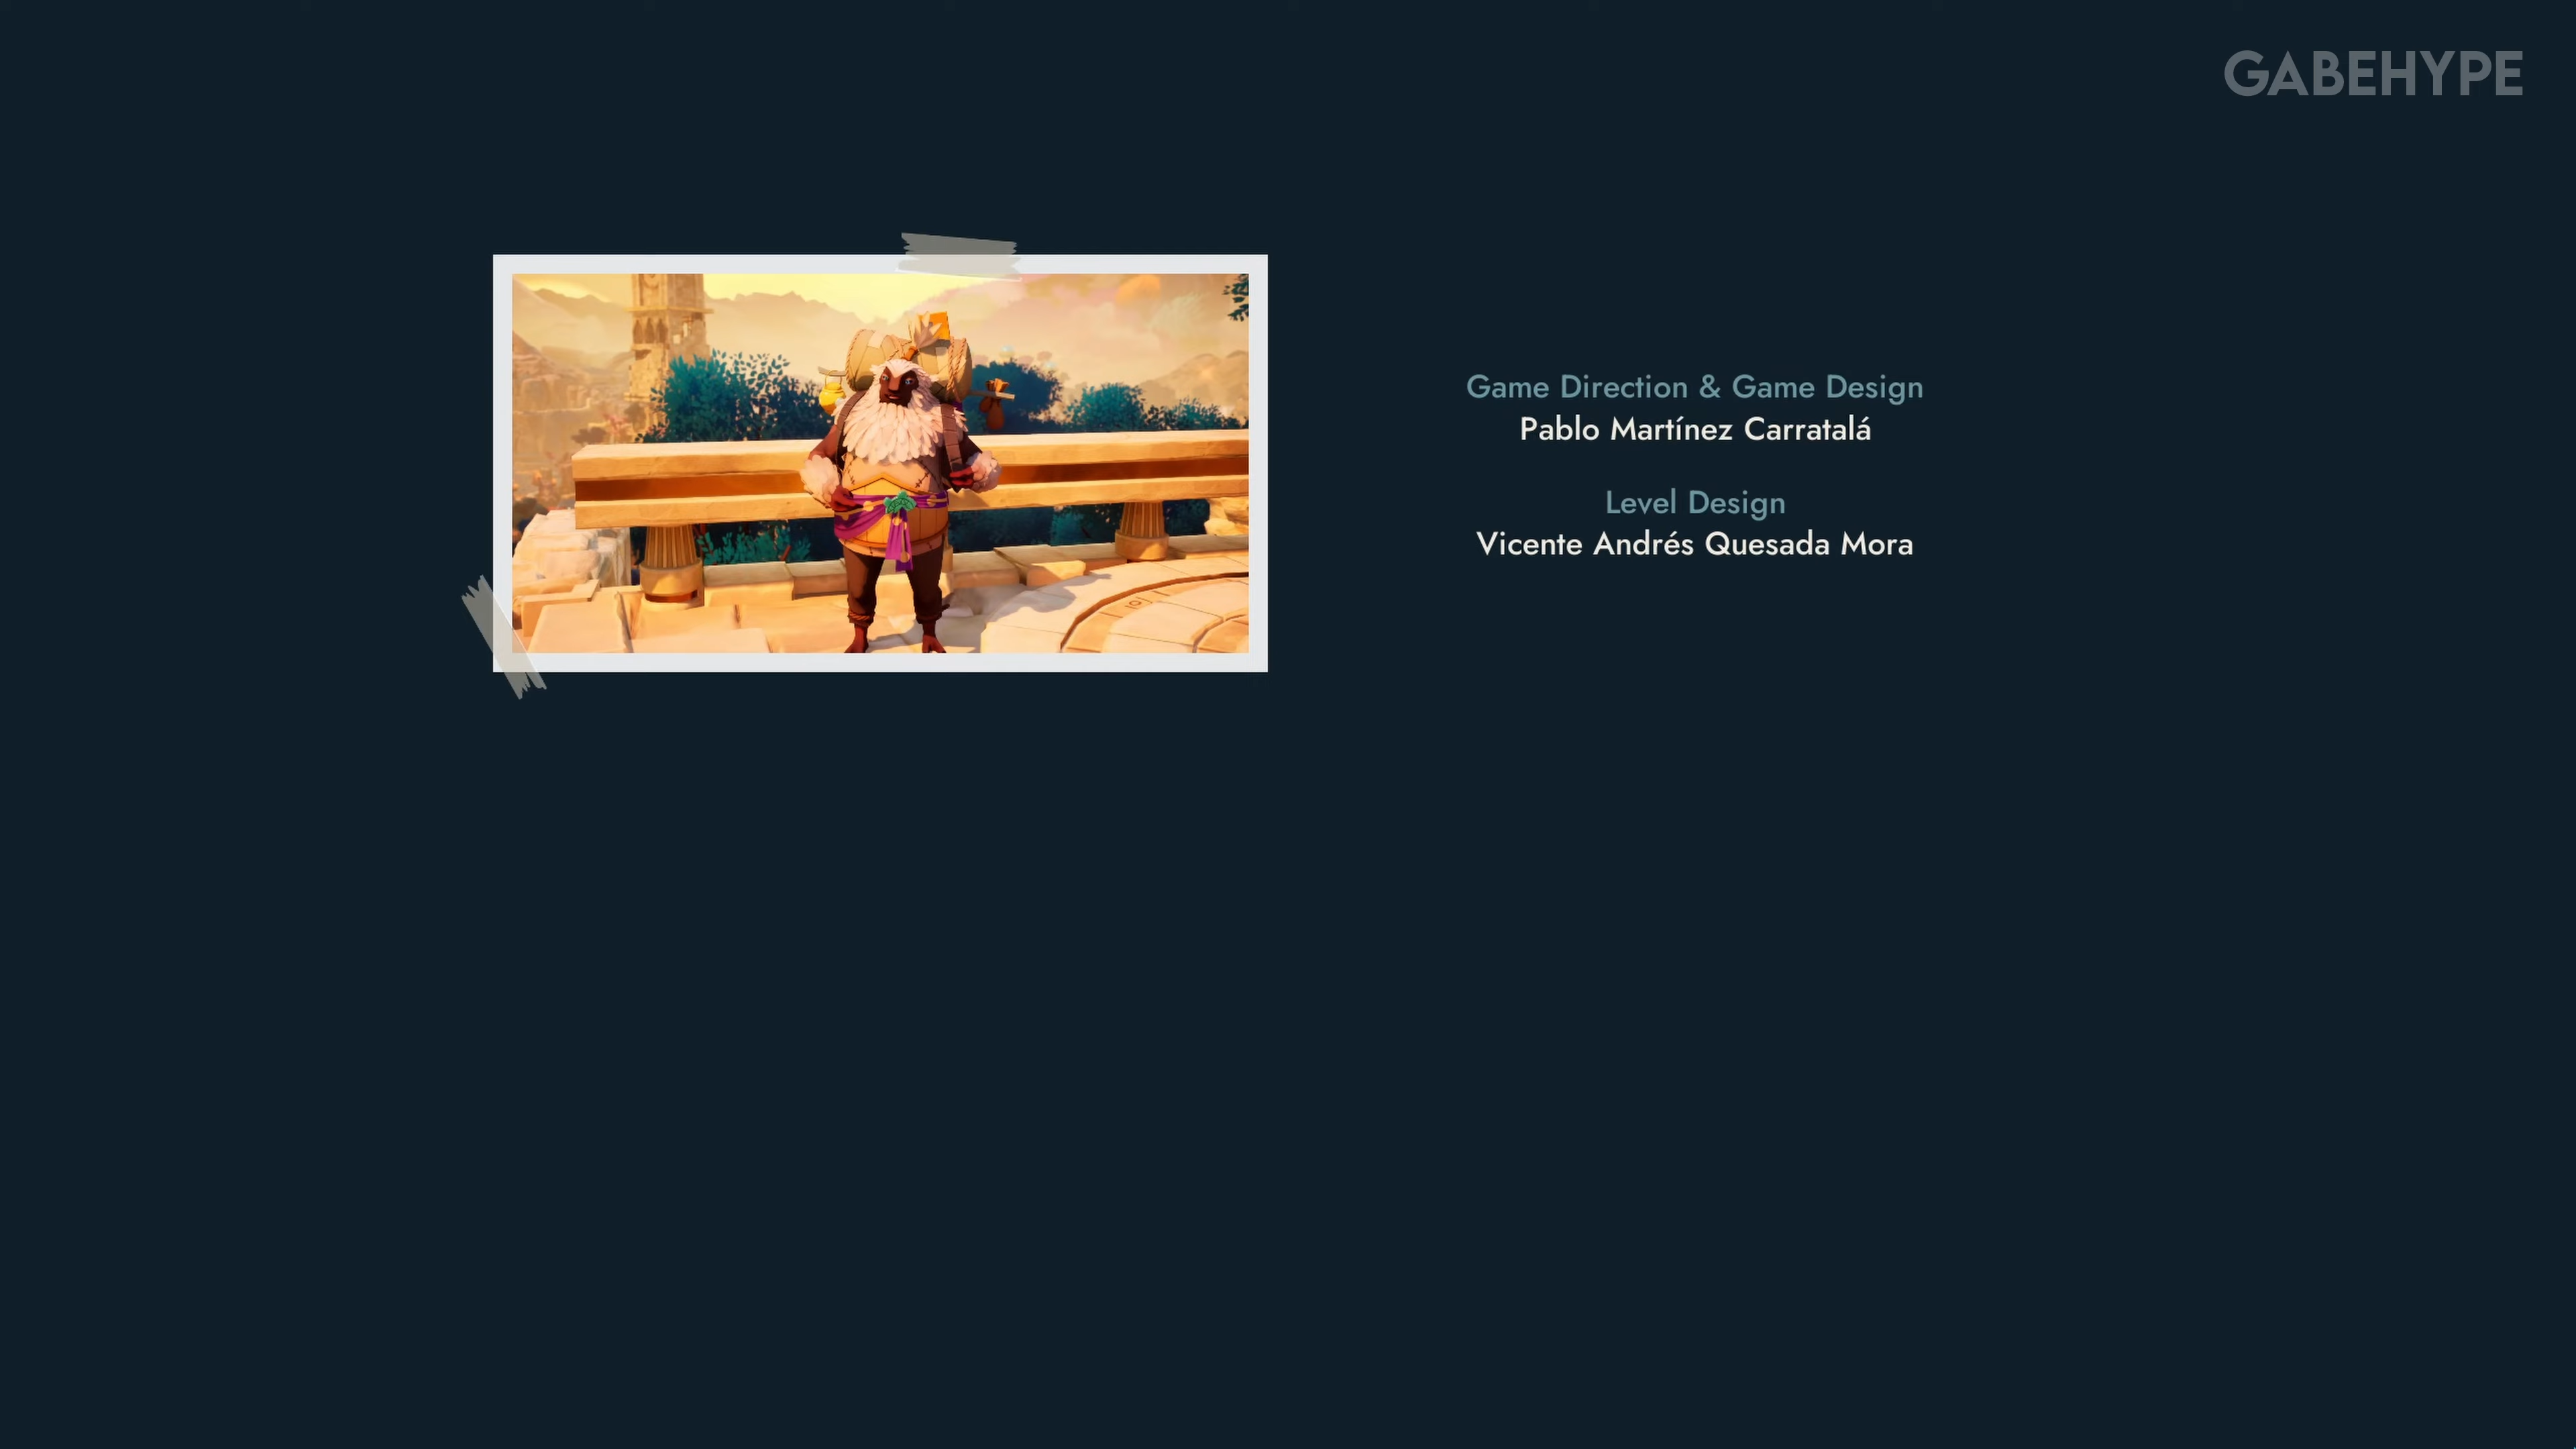 GABEHYPE
Game Direction & Game Design
Pablo Martínez Carratalá
Level Design
Vicente Andrés Quesada Mora